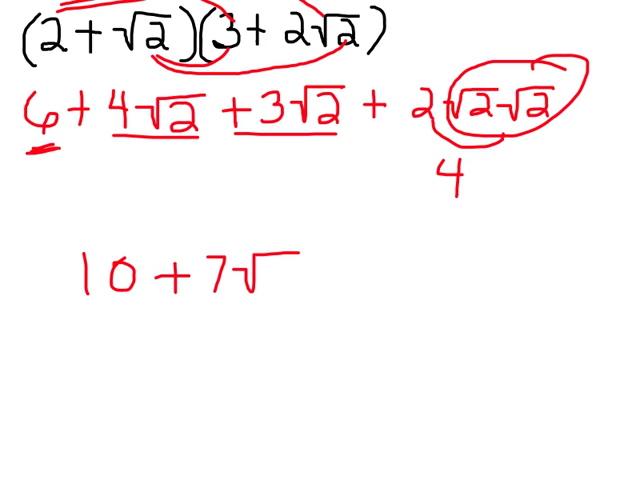 (2 + √2)(3 + 2√2)
6 + 4√2 + 3√2 + 2√2√2
4
10 + 7√